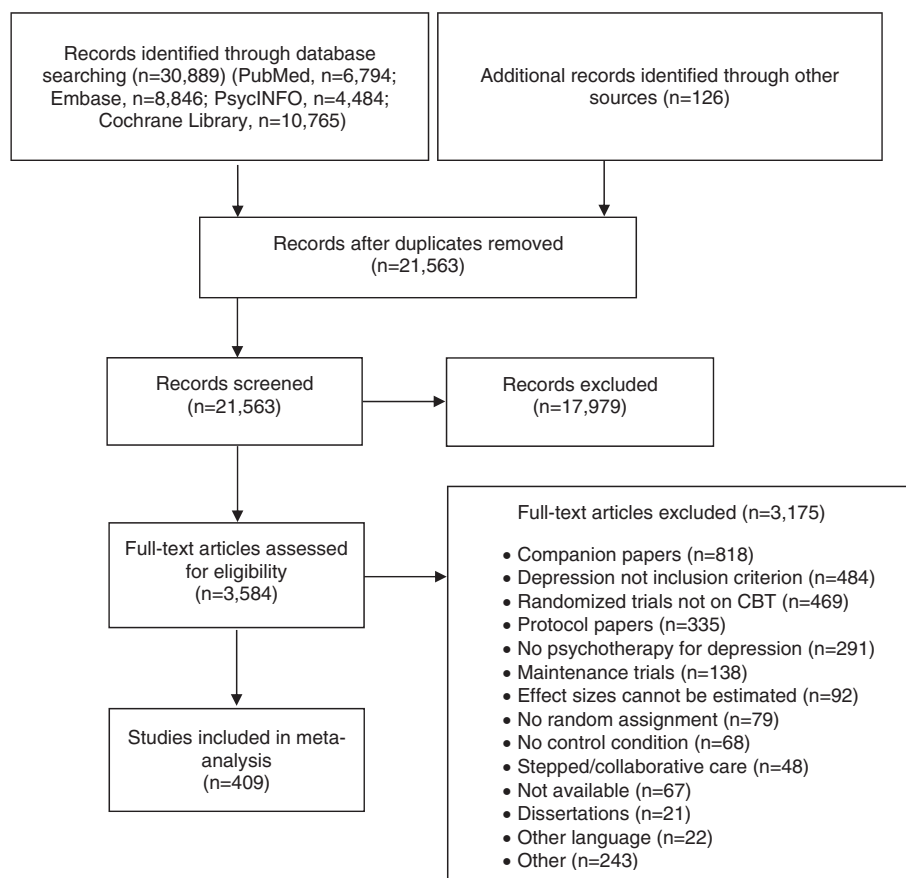 Records identified through database
searching (n=30,889) (PubMed, n=6,794;
Embase, n=8,846; PsycINFO, n=4,484;
Cochrane Library, n=10,765)
Additional records identified through other
sources (n=126)
Records after duplicates removed
(n=21,563)
Records screened
(n=21,563)
Records excluded
(n=17,979)
Full-text articles assessed
for eligibility
(n=3,584)
Full-text articles excluded (n=3,175)
• Companion papers (n=818)
• Depression not inclusion criterion (n=484)
• Randomized trials not on CBT (n=469)
• Protocol papers (n=335)
• No psychotherapy for depression (n=291)
• Maintenance trials (n=138)
• Effect sizes cannot be estimated (n=92)
• No random assignment (n=79)
• No control condition (n=68)
• Stepped/collaborative care (n=48)
• Not available (n=67)
• Dissertations (n=21)
• Other language (n=22)
• Other (n=243)
Studies included in meta-
analysis
(n=409)